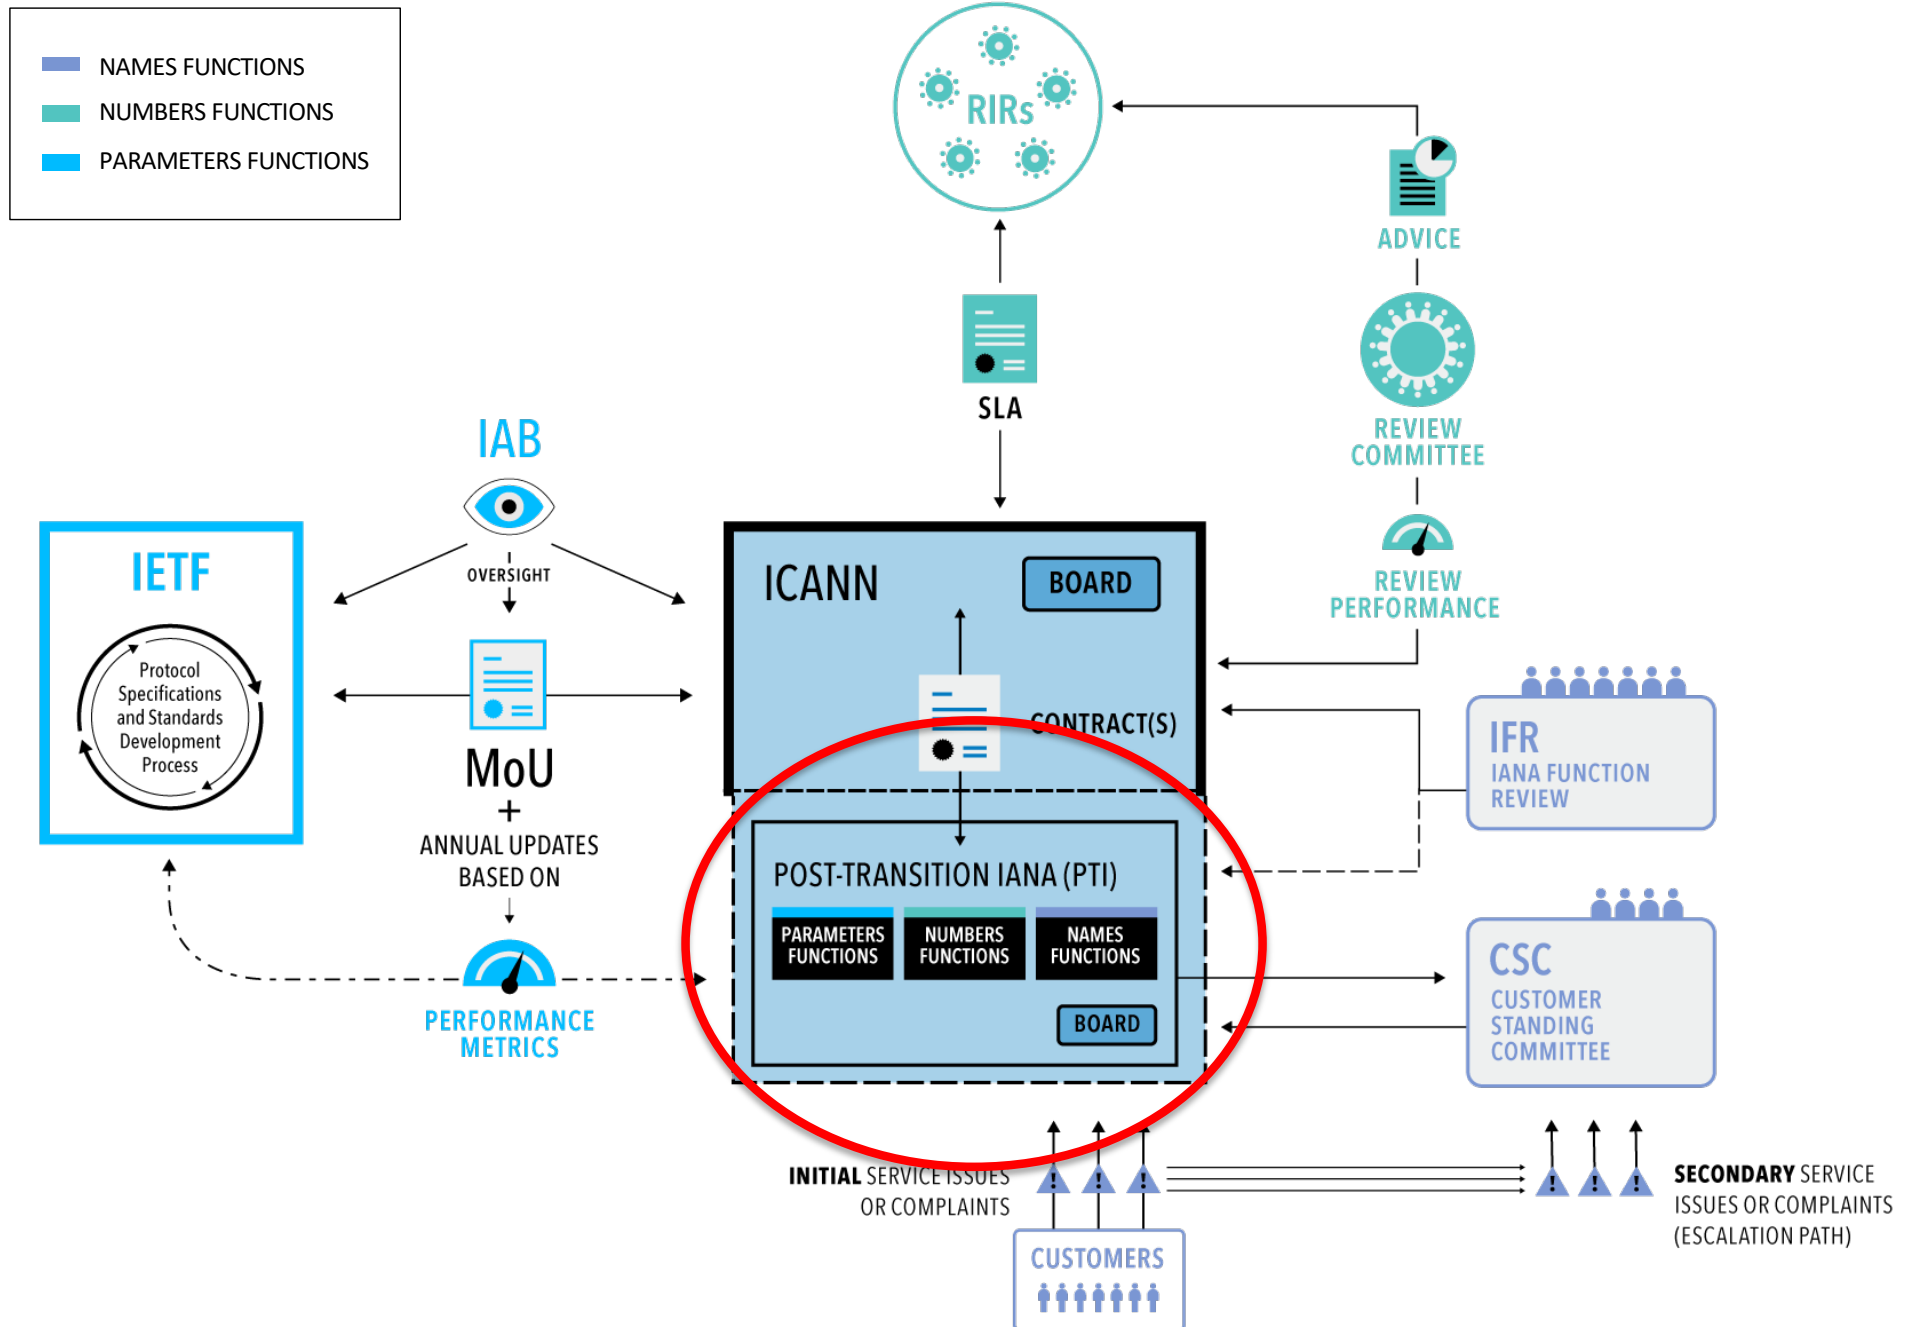 NAMES FUNCTIONS
NUMBERS FUNCTIONS
PARAMETERS FUNCTIONS
RIRs
ADVICE
SLA
REVIEW
COMMITTEE
REVIEW
PERFORMANCE
IAB
OVERSIGHT
IETF
Protocol
Specifications
and Standards
Development
Process
MoU
+
ANNUAL UPDATES
BASED ON
PERFORMANCE
METRICS
ICANN
BOARD
CONTRACT(S)
POST-TRANSITION IANA (PTI)
PARAMETERS
FUNCTIONS
NUMBERS
FUNCTIONS
NAMES
FUNCTIONS
BOARD
IFR
IANA FUNCTION
REVIEW
CSC
CUSTOMER
STANDING
COMMITTEE
INITIAL SERVICE ISSUES
OR COMPLAINTS
! ! !
! ! !
SECONDARY SERVICE
ISSUES OR COMPLAINTS
(ESCALATION PATH)
CUSTOMERS